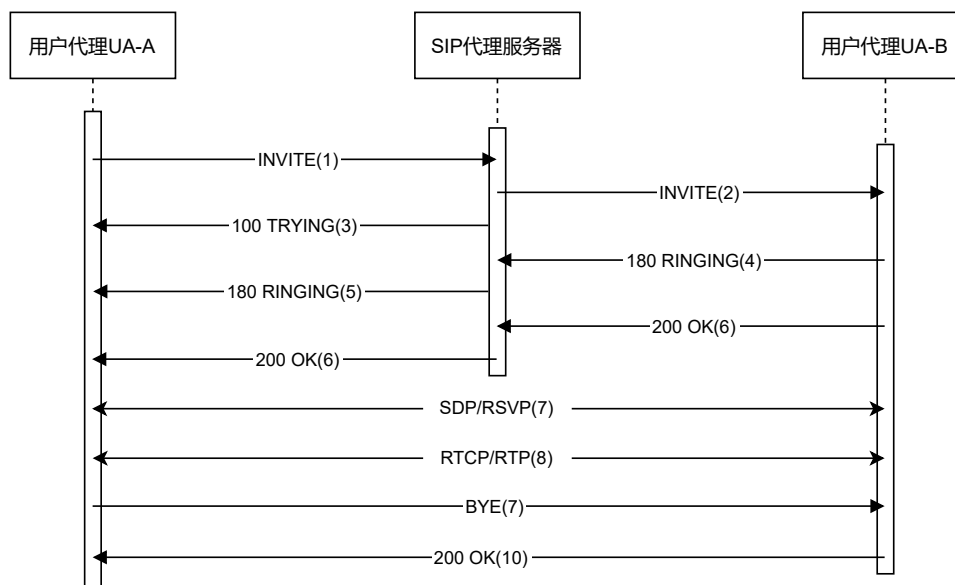 用户代理UA-A
SIP代理服务器
用户代理UA-B
INVITE(1)
INVITE(2)
100 TRYING(3)
180 RINGING(4)
180 RINGING(5)
200 OK(6)
200 OK(6)
SDP/RSVP(7)
RTCP/RTP(8)
BYE(7)
200 OK(10)